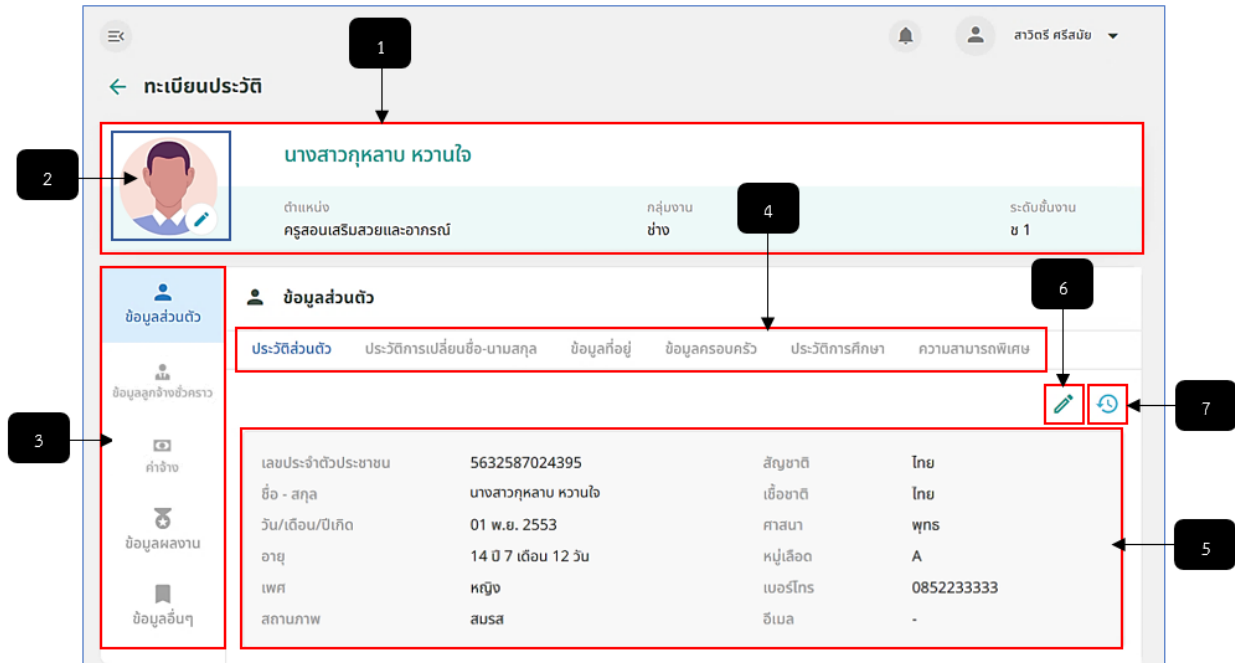 1
สาวิตรี ศรีสมัย
ทะเบียนประวัติ
2
นางสาวกุหลาบ หวานใจ
ตำแหน่ง กลุ่มงาน ระดับชั้นงาน
4
ครูสอนเสริมสวยและอาภรณ์ ช่าง ช 1
ข้อมูลส่วนตัว
ข้อมูลส่วนตัว
6
ประวัติส่วนตัว ประวัติการเปลี่ยนชื่อ-นามสกุล ข้อมูลที่อยู่ ข้อมูลครอบครัว ประวัติการศึกษา ความสามารถพิเศษ
ข้อมูลลูกจ้างชั่วคราว
7
3
ค่าจ้าง
ข้อมูลผลงาน
ข้อมูลอื่นๆ
เลขประจำตัวประชาชน 5632587024395 สัญชาติ ไทย
ชื่อ - สกุล นางสาวกุหลาบ หวานใจ เชื้อชาติ ไทย
วัน/เดือน/ปีเกิด 01 พ.ย. 2553 ศาสนา พุทธ
อายุ 14 ปี 7 เดือน 12 วัน หมู่เลือด A
5
เพศ หญิง เบอร์โทร 0852233333
สถานภาพ สมรส อีเมล -